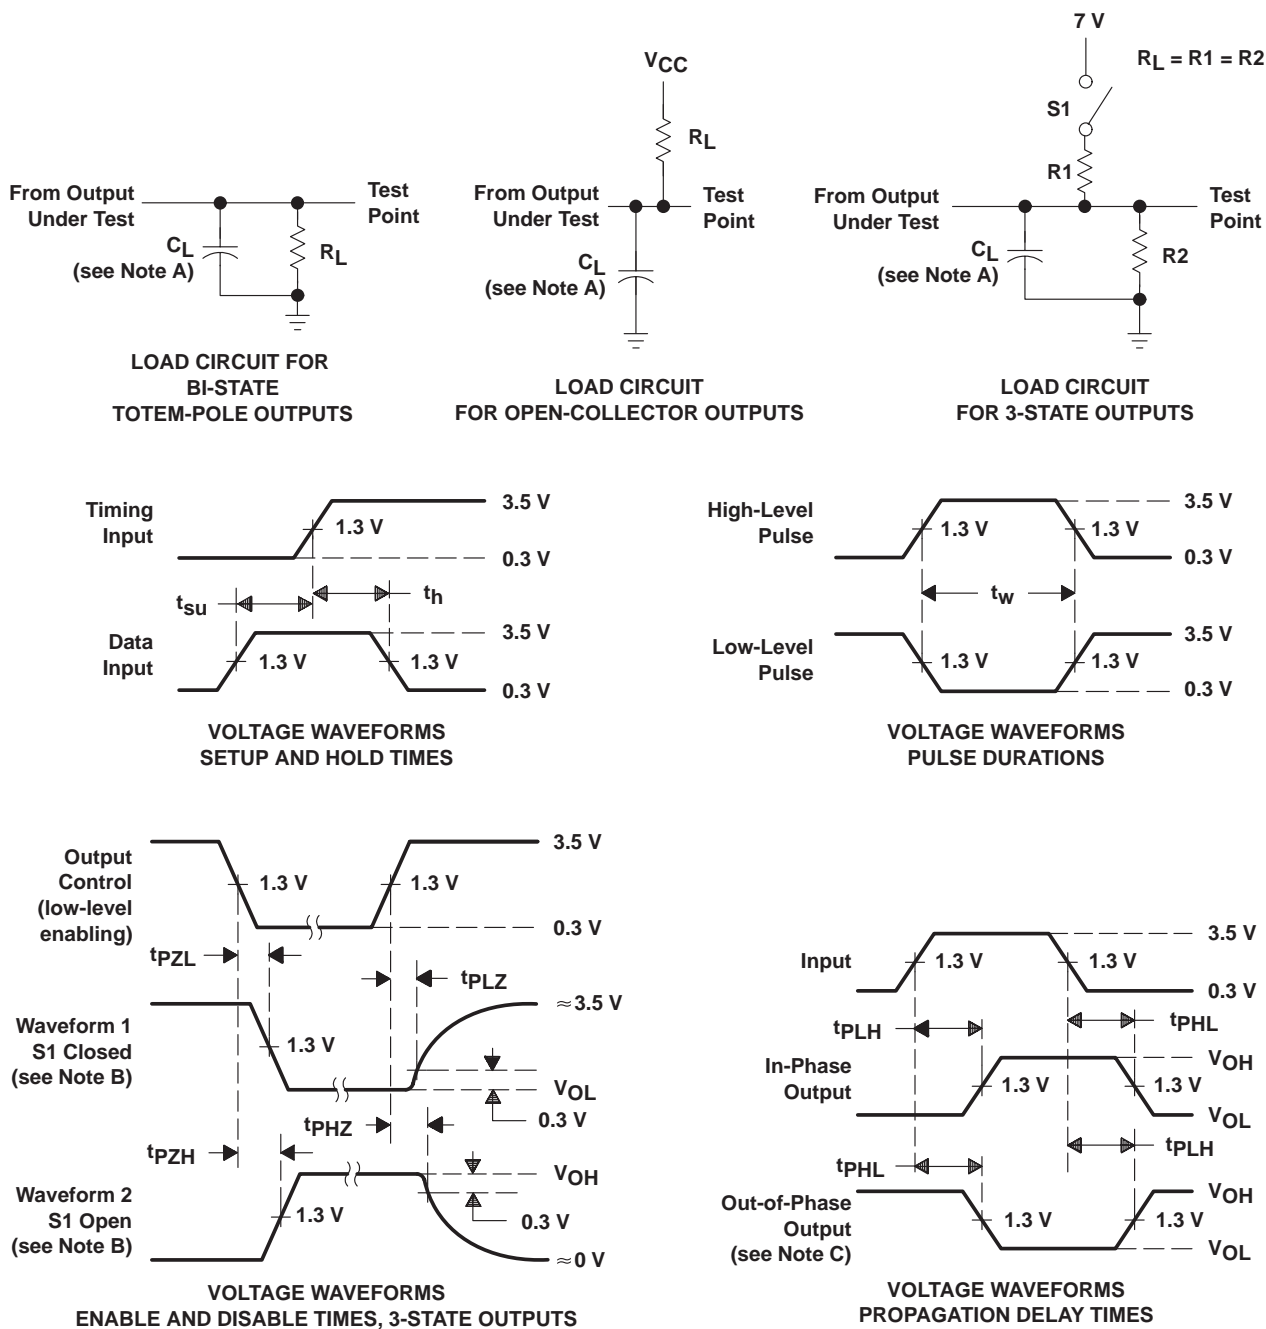 From Output
Under Test
Test
Point
CL
(see Note A)
RL
LOAD CIRCUIT FOR
BI-STATE
TOTEM-POLE OUTPUTS
VCC
RL
From Output
Under Test
Test
Point
CL
(see Note A)
LOAD CIRCUIT
FOR OPEN-COLLECTOR OUTPUTS
7 V
RL = R1 = R2
S1
R1
From Output
Under Test
Test
Point
CL
(see Note A)
R2
LOAD CIRCUIT
FOR 3-STATE OUTPUTS
Timing
Input
1.3 V
3.5 V
0.3 V
tsu
th
Data
Input
1.3 V
1.3 V
3.5 V
0.3 V
VOLTAGE WAVEFORMS
SETUP AND HOLD TIMES
High-Level
Pulse
1.3 V
1.3 V
3.5 V
0.3 V
tw
Low-Level
Pulse
1.3 V
1.3 V
3.5 V
0.3 V
VOLTAGE WAVEFORMS
PULSE DURATIONS
Output
Control
(low-level
enabling)
1.3 V
1.3 V
3.5 V
0.3 V
tPZL
tPLZ
Waveform 1
S1 Closed
(see Note B)
1.3 V
≈3.5 V
VOL
0.3 V
tPHZ
tPZH
Waveform 2
S1 Open
(see Note B)
1.3 V
VOH
0.3 V
≈0 V
VOLTAGE WAVEFORMS
ENABLE AND DISABLE TIMES, 3-STATE OUTPUTS
Input
1.3 V
1.3 V
3.5 V
0.3 V
tPLH
tPHL
In-Phase
Output
1.3 V
1.3 V
VOH
VOL
tPHL
tPLH
Out-of-Phase
Output
(see Note C)
1.3 V
1.3 V
VOH
VOL
VOLTAGE WAVEFORMS
PROPAGATION DELAY TIMES